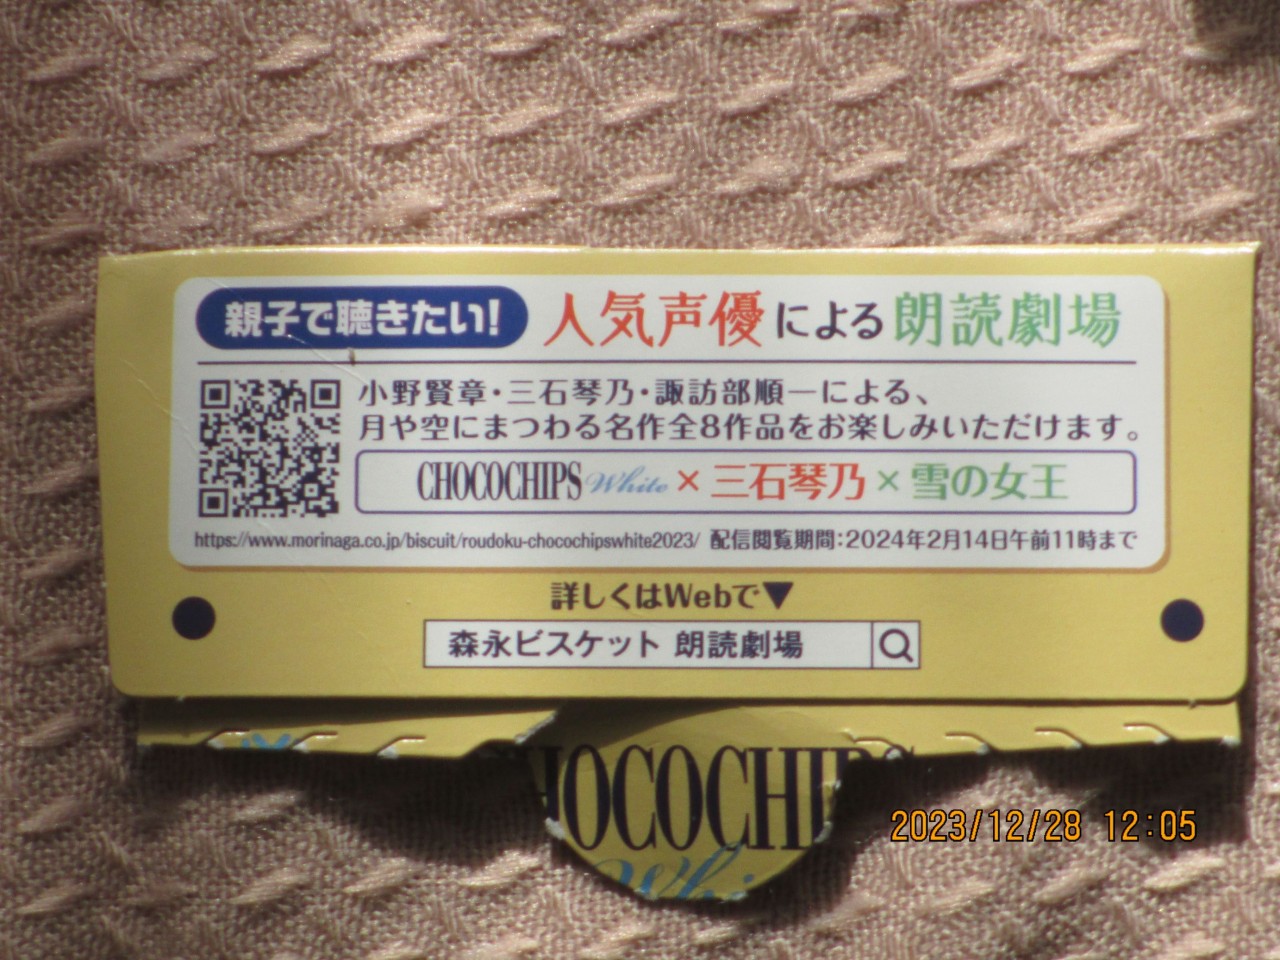 親子で聴きたい! 人気声優による朗読劇場
小野賢章・三石琴乃・諏訪部順一による、
月や空にまつわる名作全8作品をお楽しみいただけます。
CHOCOCHIPS White × 三石琴乃 × 雪の女王
https://www.morinaga.co.jp/biscuit/roudoku-chocochipswhite2023/ 配信閲覧期間:2024年2月14日午前11時まで
詳しくはWebで▼
森永ビスケット 朗読劇場
CHOCOCHIPS
Whi
2023/12/28 12:05